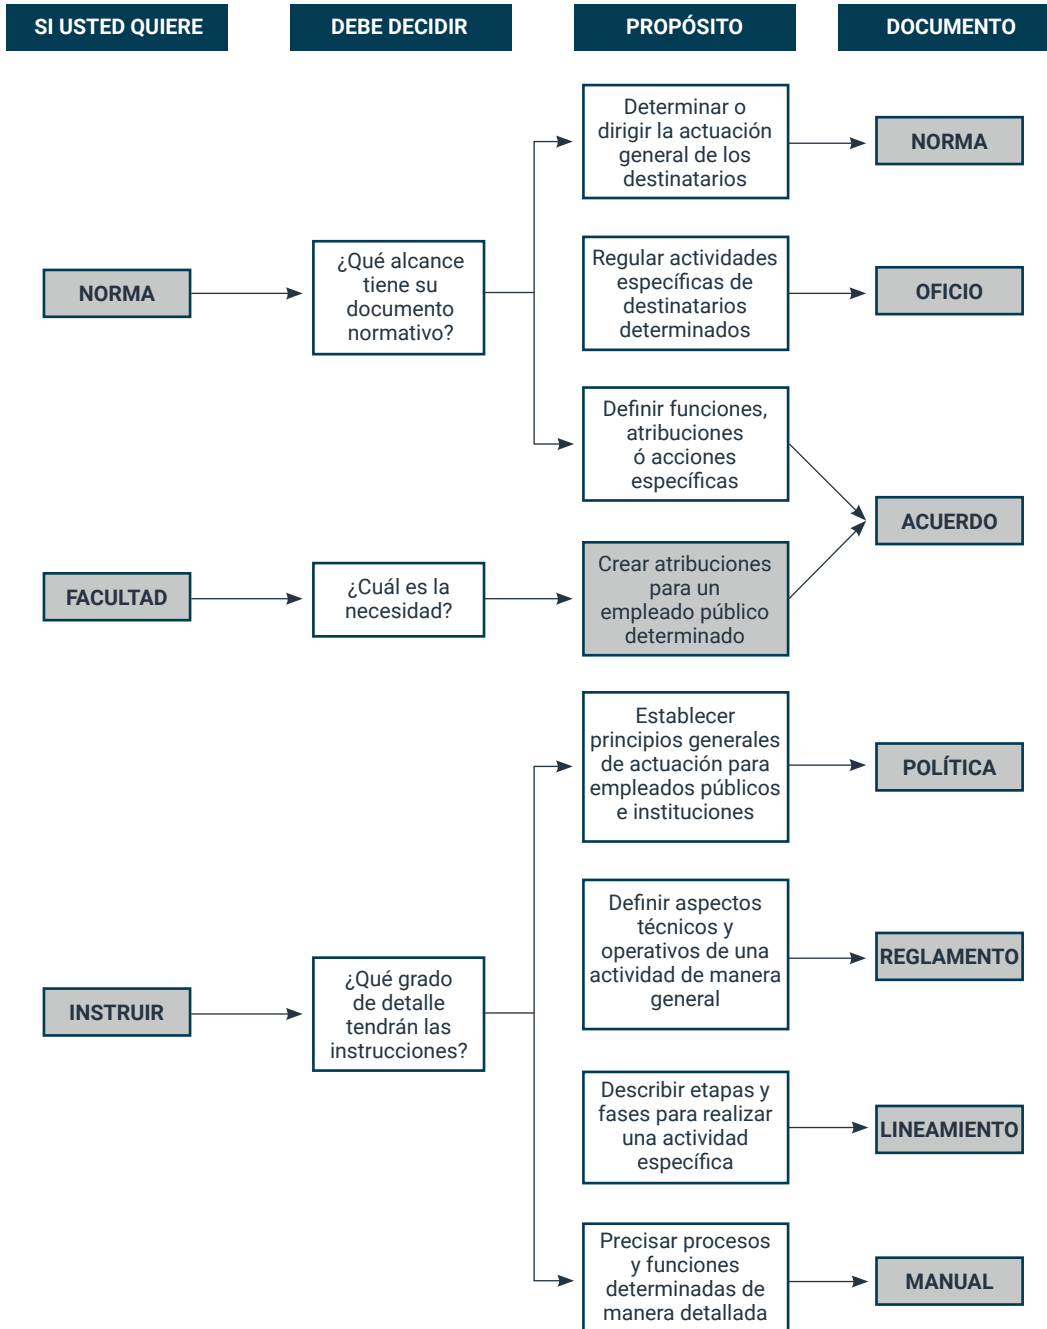 SI USTED QUIERE
DEBE DECIDIR
PROPÓSITO
DOCUMENTO
NORMA
¿Qué alcance
tiene su
documento
normativo?
Determinar o
dirigir la actuación
general de los
destinatarios
NORMA
Regular actividades
específicas de
destinatarios
determinados
OFICIO
Definir funciones,
atribuciones
ó acciones
específicas
ACUERDO
FACULTAD
¿Cuál es la
necesidad?
Crear atribuciones
para un
empleado público
determinado
INSTRUIR
¿Qué grado
de detalle
tendrán las
instrucciones?
Establecer
principios generales
de actuación para
empleados públicos
e instituciones
POLÍTICA
Definir aspectos
técnicos y
operativos de una
actividad de manera
general
REGLAMENTO
Describir etapas y
fases para realizar
una actividad
específica
LINEAMIENTO
Precisar procesos
y funciones
determinadas de
manera detallada
MANUAL